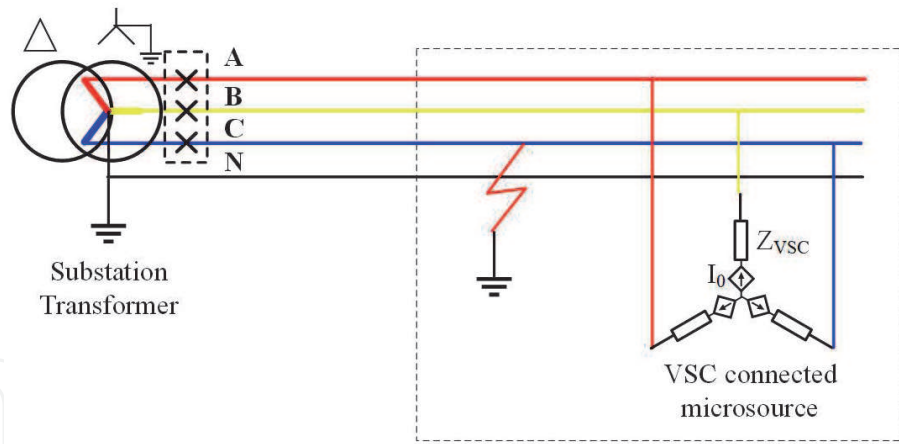 A
B
C
N
Substation
Transformer
Z_VSC
I_0
VSC connected
microsource